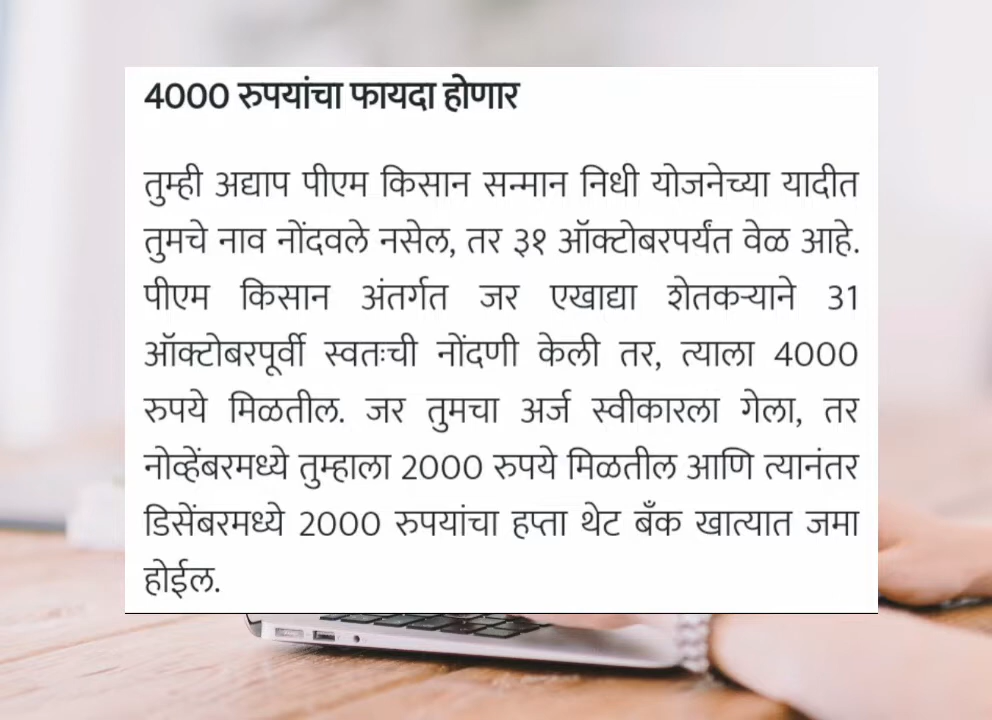 4000 रुपयांचा फायदा होणार
तुम्ही अद्याप पीएम किसान सन्मान निधी योजनेच्या यादीत
तुमचे नाव नोंदवले नसेल, तर ३१ ऑक्टोबरपर्यंत वेळ आहे.
पीएम किसान अंतर्गत जर एखाद्या शेतकऱ्याने 31
ऑक्टोबरपूर्वी स्वतःची नोंदणी केली तर, त्याला 4000
रुपये मिळतील. जर तुमचा अर्ज स्वीकारला गेला, तर
नोव्हेंबरमध्ये तुम्हाला 2000 रुपये मिळतील आणि त्यानंतर
डिसेंबरमध्ये 2000 रुपयांचा हप्ता थेट बँक खात्यात जमा
होईल.